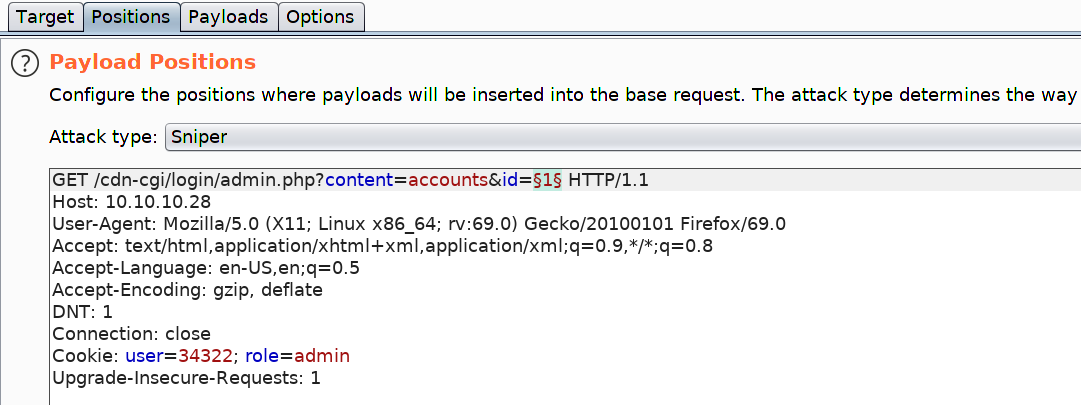 Target Positions Payloads Options
? Payload Positions
Configure the positions where payloads will be inserted into the base request. The attack type determines the way
Attack type: Sniper
GET /cdn-cgi/login/admin.php?content=accounts&id=§1§ HTTP/1.1
Host: 10.10.10.28
User-Agent: Mozilla/5.0 (X11; Linux x86_64; rv:69.0) Gecko/20100101 Firefox/69.0
Accept: text/html,application/xhtml+xml,application/xml;q=0.9,*/*;q=0.8
Accept-Language: en-US,en;q=0.5
Accept-Encoding: gzip, deflate
DNT: 1
Connection: close
Cookie: user=34322; role=admin
Upgrade-Insecure-Requests: 1